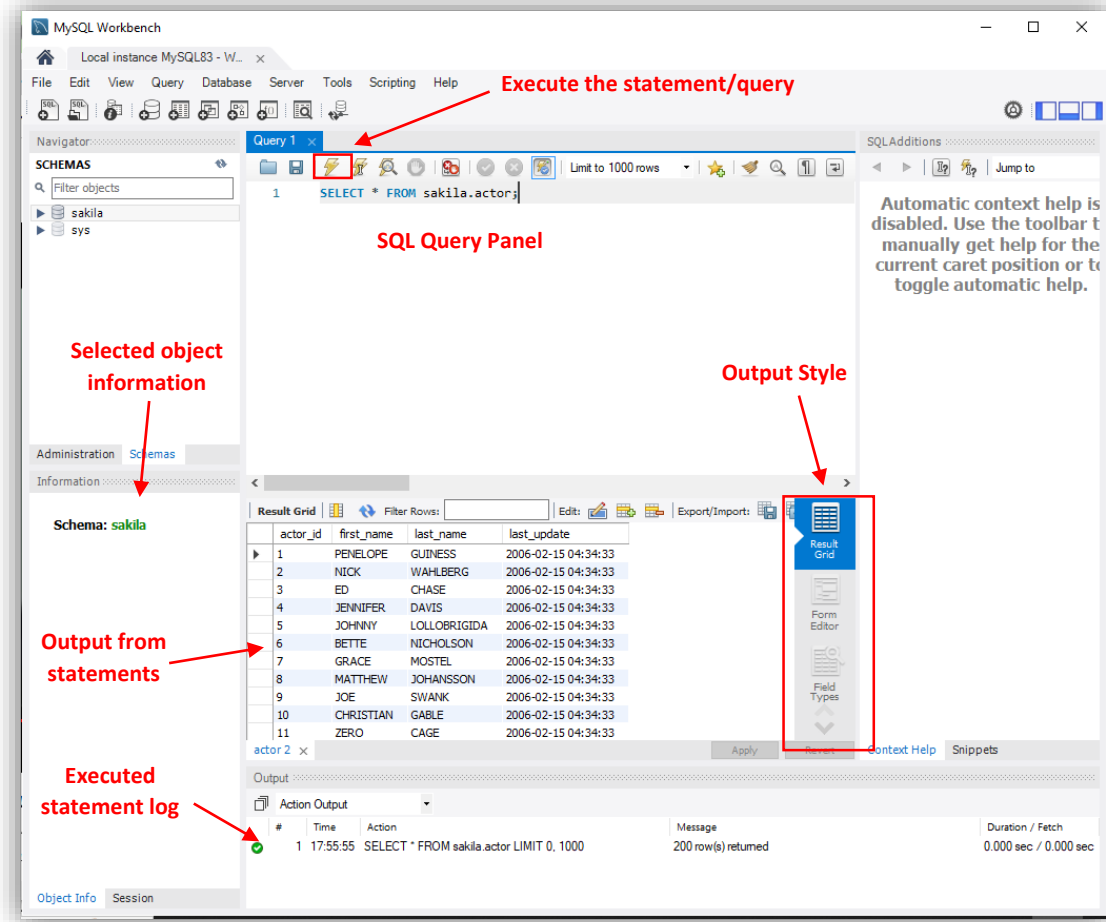 MySQL Workbench
Local instance MySQL83 - W...
File Edit View Query Database Server Tools Scripting Help
Execute the statement/query
Navigator
SCHEMAS
Filter objects
sakila
sys
Selected object
information
Administration Schemas
Information
Schema: sakila
Query 1
Limit to 1000 rows
1 SELECT * FROM sakila.actor;
SQL Query Panel
Output Style
SQLAdditions
Jump to
Automatic context help is
disabled. Use the toolbar t
manually get help for the
current caret position or to
toggle automatic help.
Result Grid Filter Rows: Edit: Export/Import:
actor_id first_name last_name last_update
1 PENELOPE GUINESS 2006-02-15 04:34:33
2 NICK WAHLBERG 2006-02-15 04:34:33
3 ED CHASE 2006-02-15 04:34:33
4 JENNIFER DAVIS 2006-02-15 04:34:33
5 JOHNNY LOLLOBRIGIDA 2006-02-15 04:34:33
6 BETTE NICHOLSON 2006-02-15 04:34:33
7 GRACE MOSTEL 2006-02-15 04:34:33
8 MATTHEW JOHANSSON 2006-02-15 04:34:33
9 JOE SWANK 2006-02-15 04:34:33
10 CHRISTIAN GABLE 2006-02-15 04:34:33
11 ZERO CAGE 2006-02-15 04:34:33
Result
Grid
Form
Editor
Field
Types
Output from
statements
actor 2 Apply Revert
Context Help Snippets
Executed
statement log
Output
Action Output
# Time Action Message Duration / Fetch
1 17:55:55 SELECT * FROM sakila.actor LIMIT 0, 1000 200 row(s) returned 0.000 sec / 0.000 sec
Object Info Session